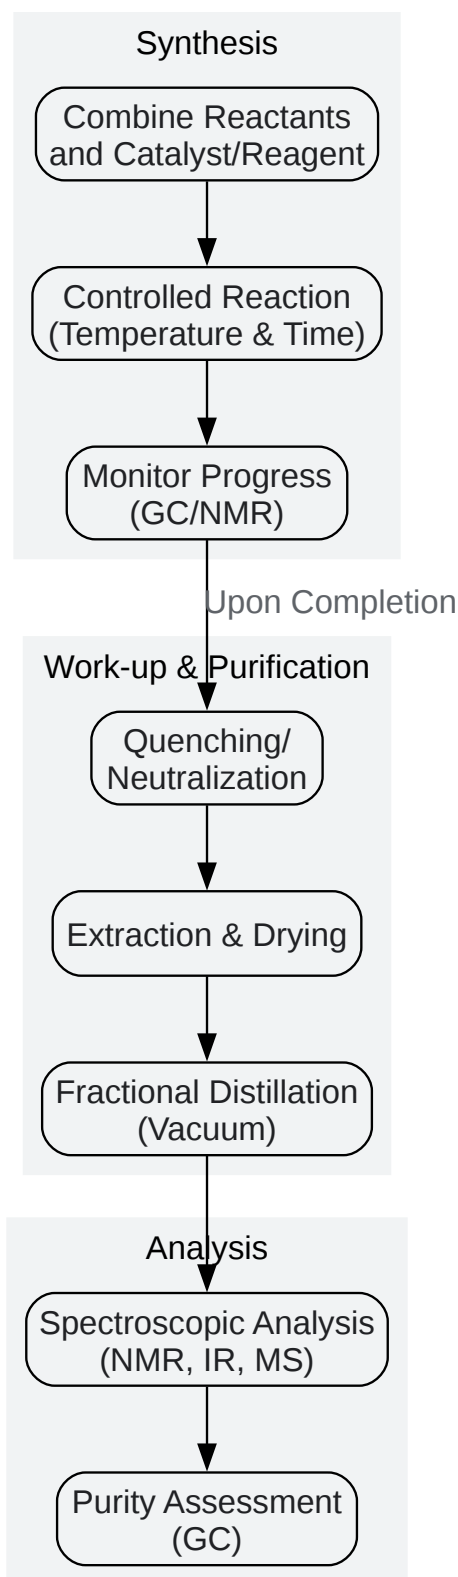 Synthesis
Combine Reactants
and Catalyst/Reagent
Controlled Reaction
(Temperature & Time)
Monitor Progress
(GC/NMR)
Upon Completion
Work-up & Purification
Quenching/
Neutralization
Extraction & Drying
Fractional Distillation
(Vacuum)
Analysis
Spectroscopic Analysis
(NMR, IR, MS)
Purity Assessment
(GC)